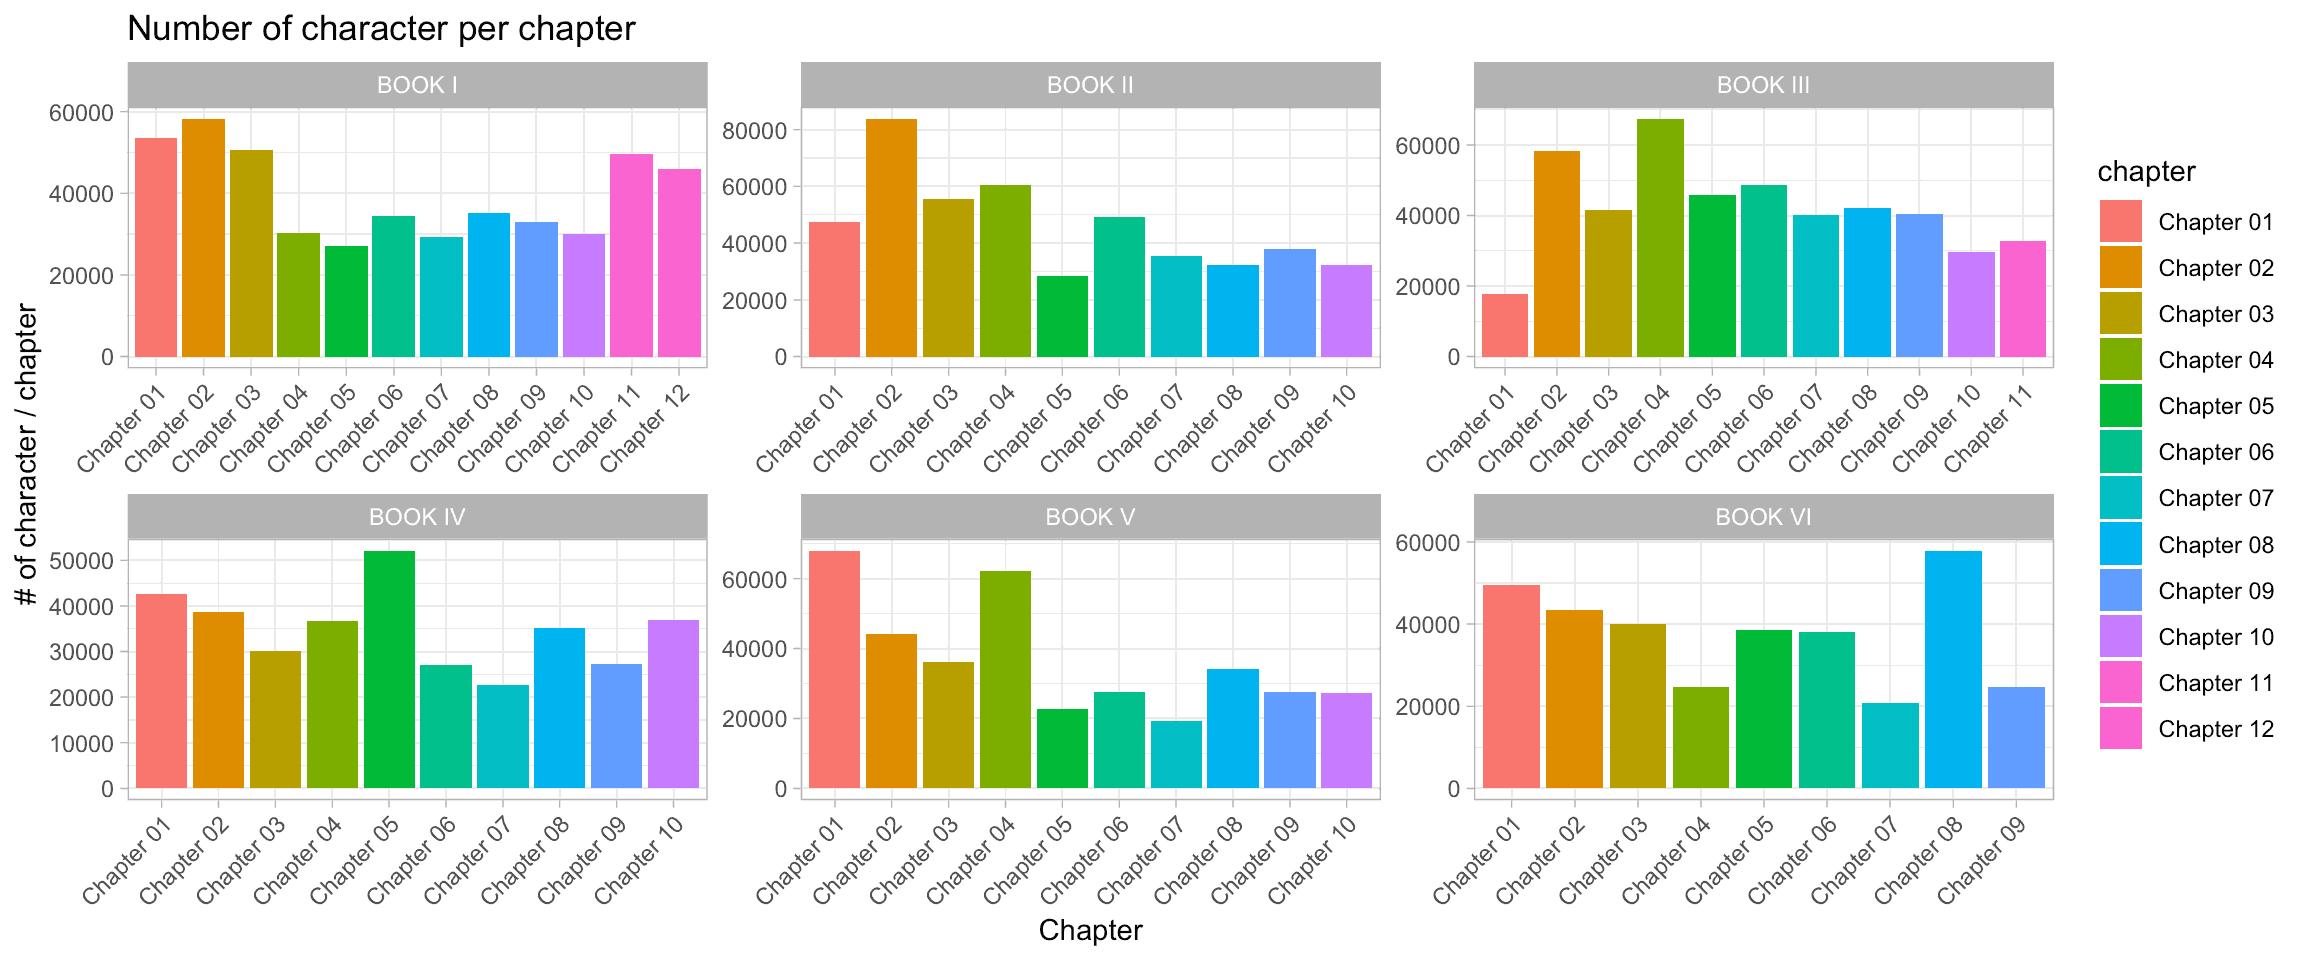 Number of character per chapter
# of character / chapter
BOOK I
60000
40000
20000
0
Chapter 01
Chapter 02
Chapter 03
Chapter 04
Chapter 05
Chapter 06
Chapter 07
Chapter 08
Chapter 09
Chapter 10
Chapter 11
Chapter 12
BOOK II
80000
60000
40000
20000
0
Chapter 01
Chapter 02
Chapter 03
Chapter 04
Chapter 05
Chapter 06
Chapter 07
Chapter 08
Chapter 09
Chapter 10
BOOK III
60000
40000
20000
0
Chapter 01
Chapter 02
Chapter 03
Chapter 04
Chapter 05
Chapter 06
Chapter 07
Chapter 08
Chapter 09
Chapter 10
Chapter 11
BOOK IV
50000
40000
30000
20000
10000
0
Chapter 01
Chapter 02
Chapter 03
Chapter 04
Chapter 05
Chapter 06
Chapter 07
Chapter 08
Chapter 09
Chapter 10
BOOK V
60000
40000
20000
0
Chapter 01
Chapter 02
Chapter 03
Chapter 04
Chapter 05
Chapter 06
Chapter 07
Chapter 08
Chapter 09
Chapter 10
BOOK VI
60000
40000
20000
0
Chapter 01
Chapter 02
Chapter 03
Chapter 04
Chapter 05
Chapter 06
Chapter 07
Chapter 08
Chapter 09
Chapter
chapter
Chapter 01
Chapter 02
Chapter 03
Chapter 04
Chapter 05
Chapter 06
Chapter 07
Chapter 08
Chapter 09
Chapter 10
Chapter 11
Chapter 12